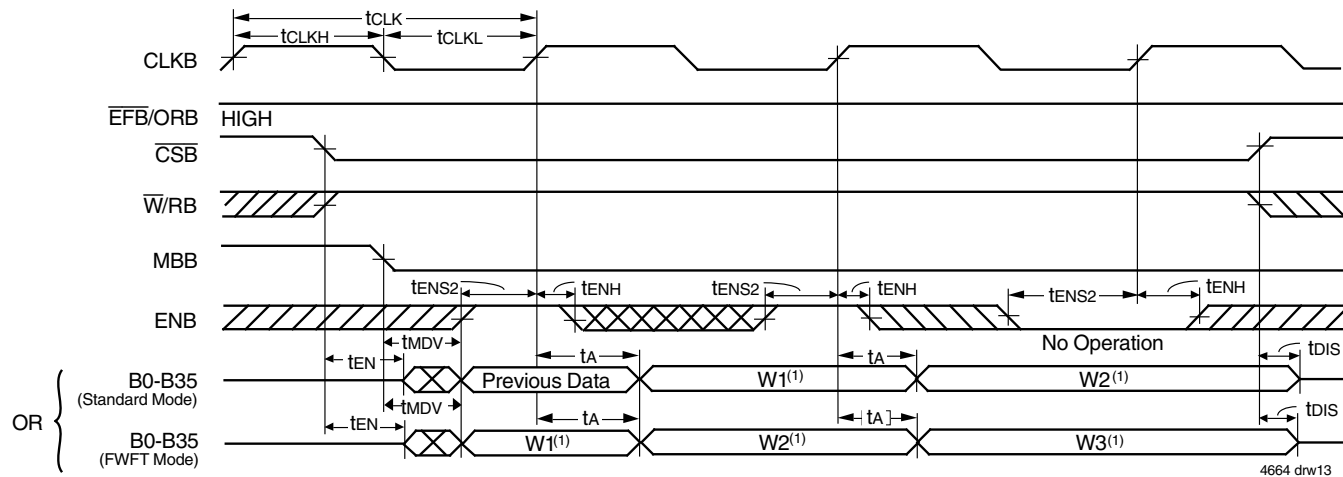 tCLK
tCLKH tCLKL
CLKB
EFB/ORB HIGH
CSB
W/RB
MBB
tENS2 tENH tENS2 tENH tENS2 tENH
ENB
No Operation
tMDV
tEN tA tA tDIS
B0-B35 Previous Data W1(1) W2(1)
(Standard Mode)
tMDV
OR
tEN tA tA tDIS
B0-B35 W1(1) W2(1) W3(1)
(FWFT Mode)
4664 drw13